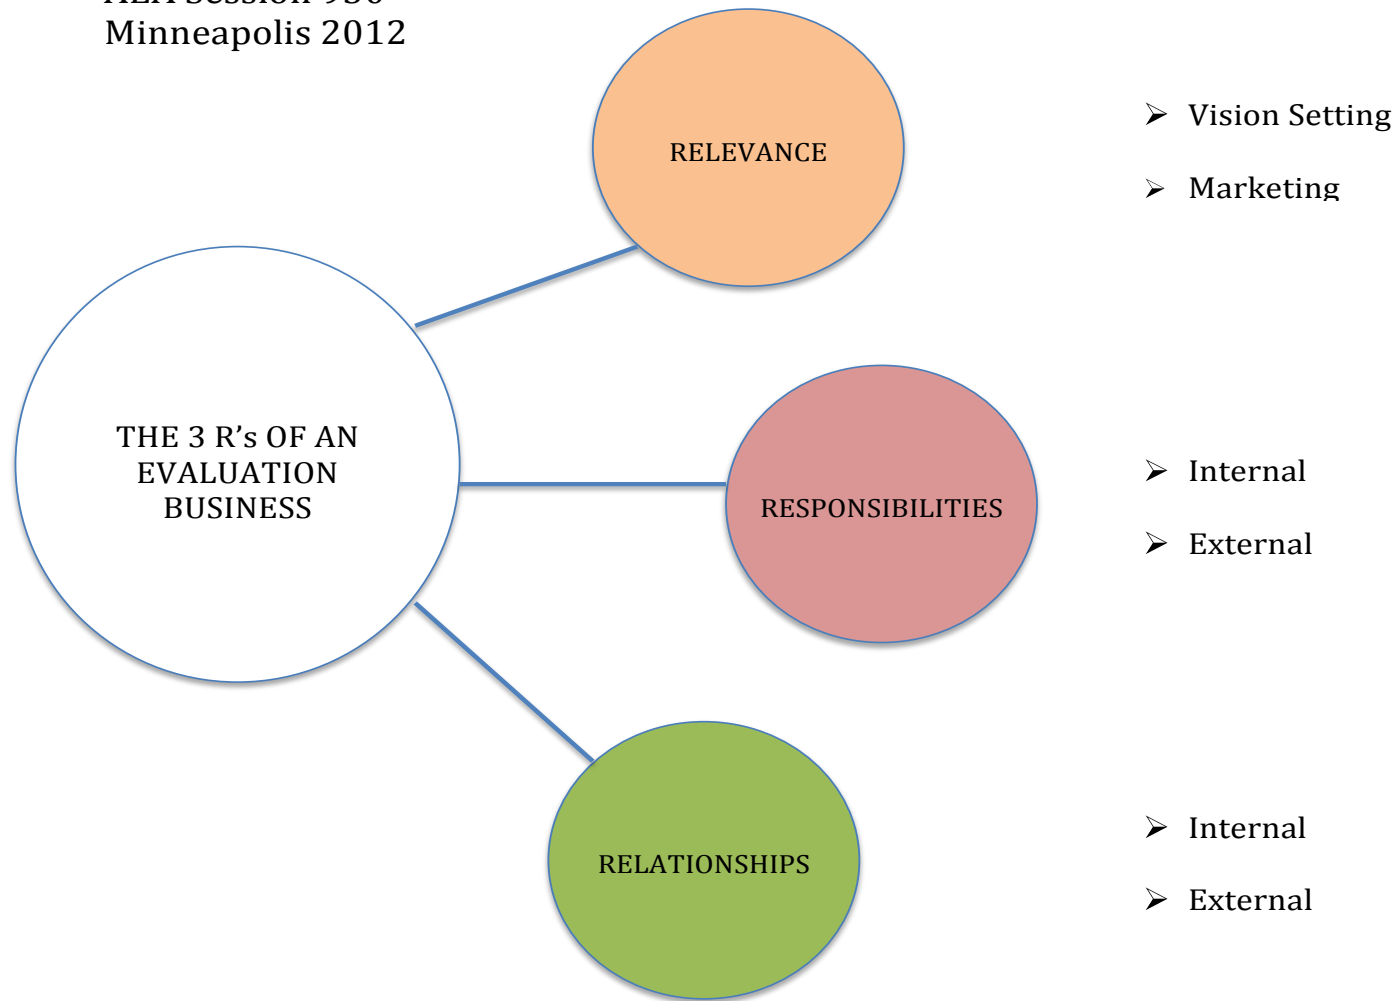 Minneapolis 2012
RELEVANCE
➢ Vision Setting
➢ Marketing
THE 3 R’s OF AN
EVALUATION
BUSINESS
RESPONSIBILITIES
➢ Internal
➢ External
RELATIONSHIPS
➢ Internal
➢ External